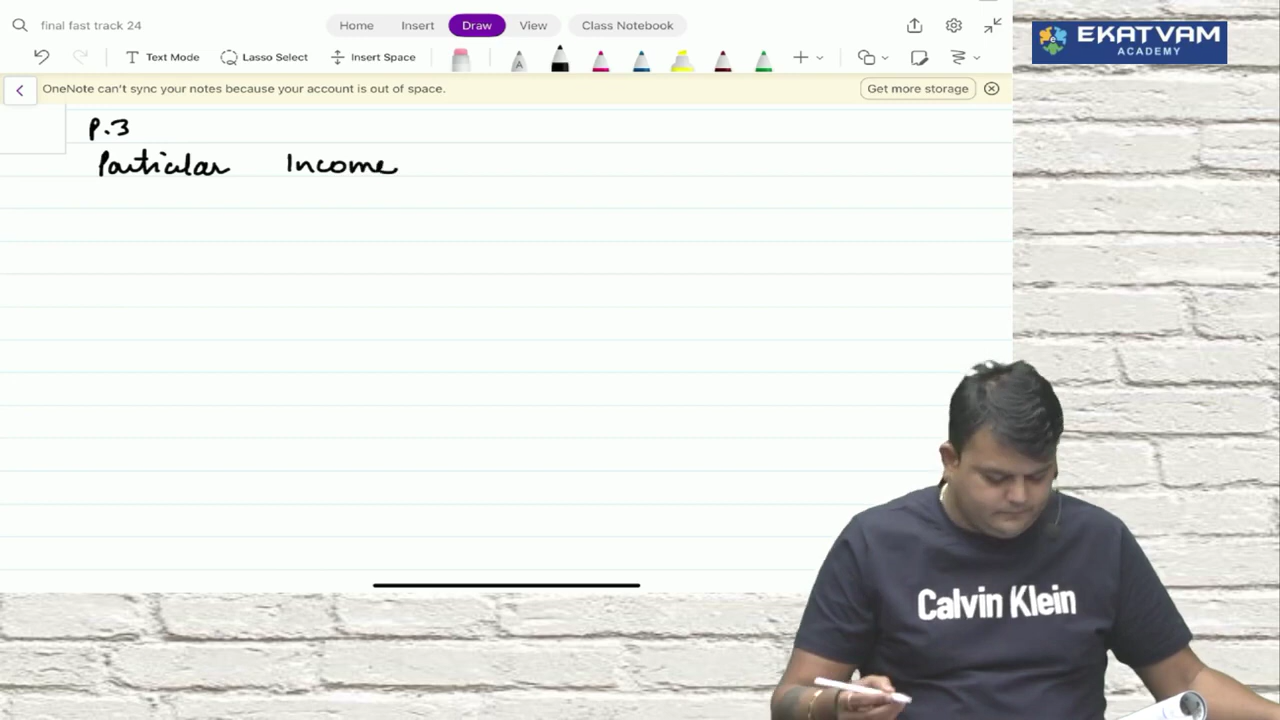 final fast track 24
Home Insert Draw View Class Notebook
EKATVAM
ACADEMY
Text Mode Lasso Select Insert Space
OneNote can't sync your notes because your account is out of space. Get more storage
P.3
Particular Income
Calvin Klein